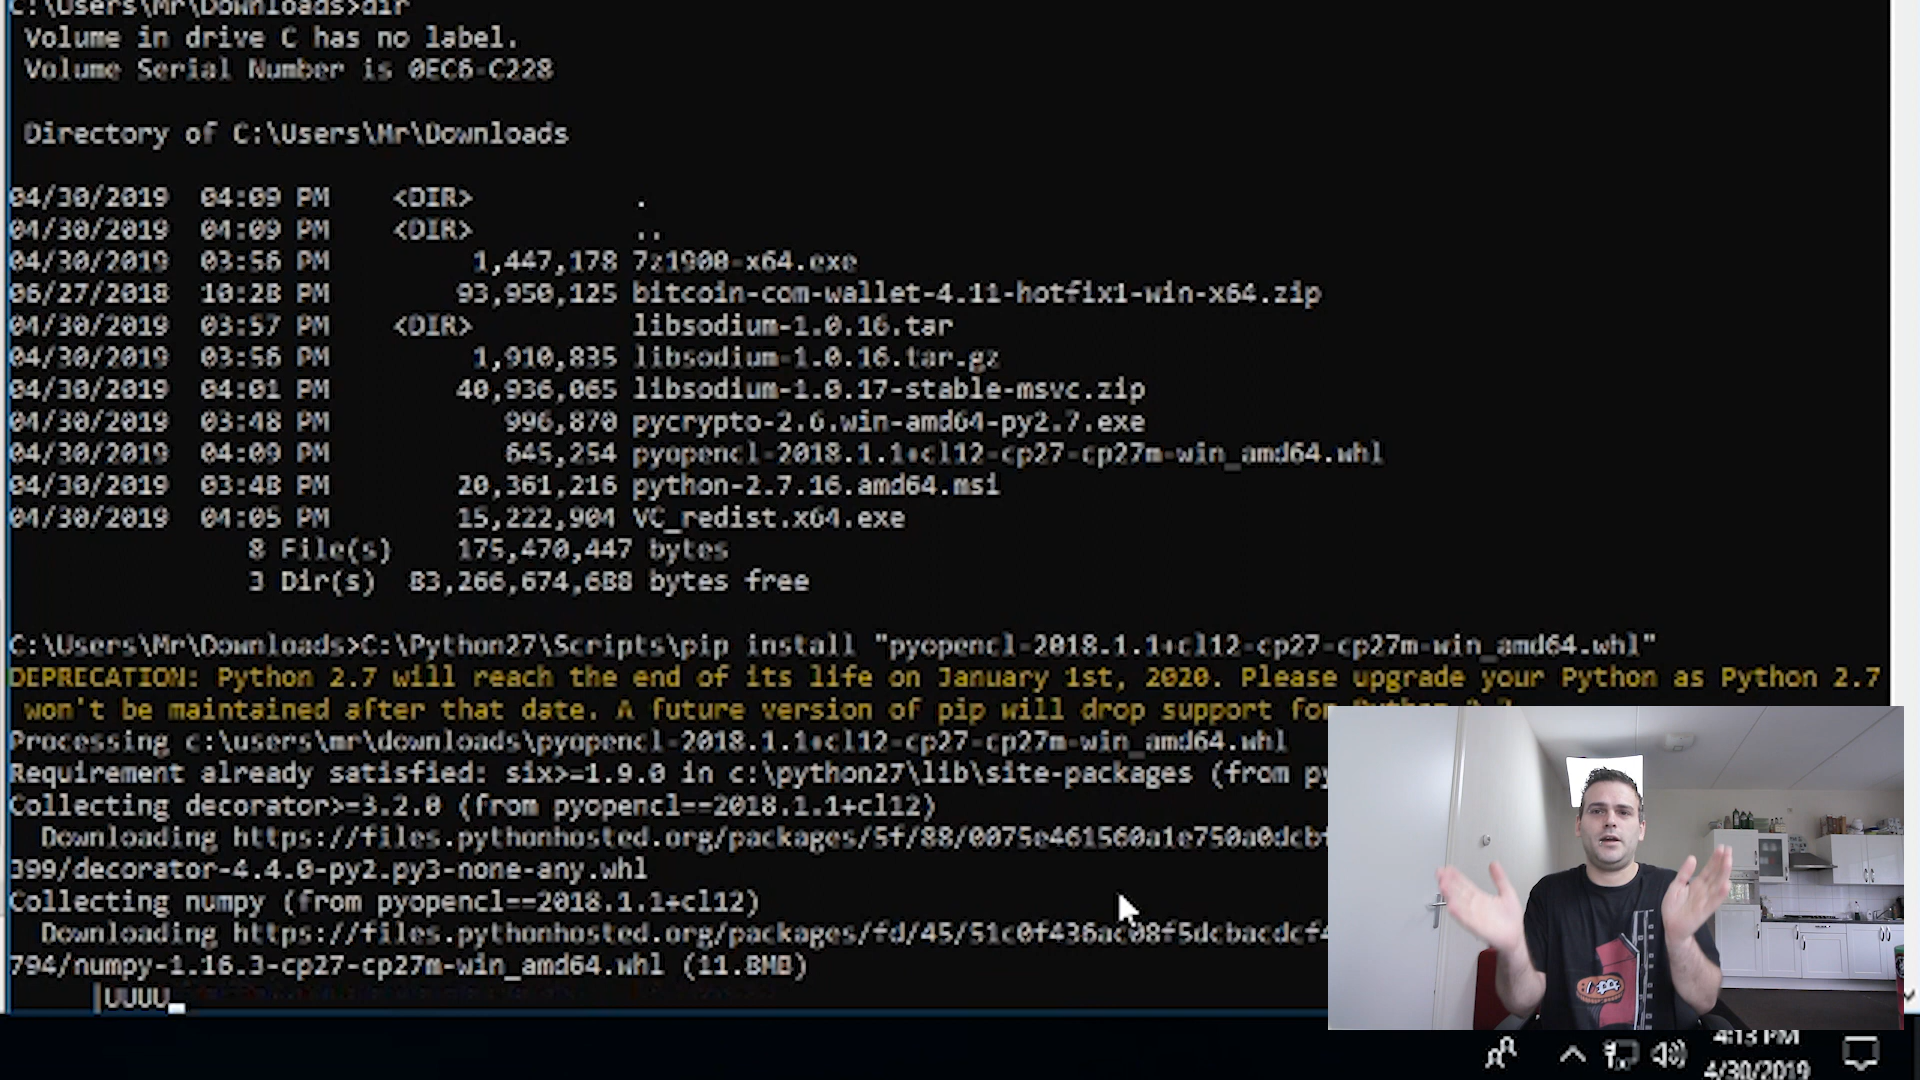 C:\Users\Mr\Downloads>dir
Volume in drive C has no label.
Volume Serial Number is 0EC6-C228
Directory of C:\Users\Mr\Downloads
04/30/2019 04:09 PM <DIR> .
04/30/2019 04:09 PM <DIR> ..
04/30/2019 03:56 PM 1,447,178 7z1900-x64.exe
06/27/2018 10:28 PM 93,950,125 bitcoin-com-wallet-4.11-hotfix1-win-x64.zip
04/30/2019 03:57 PM <DIR> libsodium-1.0.16.tar
04/30/2019 03:56 PM 1,910,835 libsodium-1.0.16.tar.gz
04/30/2019 04:01 PM 40,936,065 libsodium-1.0.17-stable-msvc.zip
04/30/2019 03:48 PM 996,870 pycrypto-2.6.win-amd64-py2.7.exe
04/30/2019 04:09 PM 645,254 pyopencl-2018.1.1+cl12-cp27-cp27m-win_amd64.whl
04/30/2019 03:48 PM 20,361,216 python-2.7.16.amd64.msi
04/30/2019 04:05 PM 15,222,904 VC_redist.x64.exe
8 File(s) 175,470,447 bytes
3 Dir(s) 83,266,674,688 bytes free
C:\Users\Mr\Downloads>C:\Python27\Scripts\pip install "pyopencl-2018.1.1+cl12-cp27-cp27m-win_amd64.whl"
DEPRECATION: Python 2.7 will reach the end of its life on January 1st, 2020. Please upgrade your Python as Python 2.7
won't be maintained after that date. A future version of pip will drop support for
Processing c:\users\mr\downloads\pyopencl-2018.1.1+cl12-cp27-cp27m-win_amd64.whl
Requirement already satisfied: six>=1.9.0 in c:\python27\lib\site-packages (from py
Collecting decorator>=3.2.0 (from pyopencl==2018.1.1+cl12)
Downloading https://files.pythonhosted.org/packages/5f/88/0075e461560a1e750a0dcbf
399/decorator-4.4.0-py2.py3-none-any.whl
Collecting numpy (from pyopencl==2018.1.1+cl12)
Downloading https://files.pythonhosted.org/packages/fd/45/51c0f436ac08f5dcbacdcf4
794/numpy-1.16.3-cp27-cp27m-win_amd64.whl (11.8MB)
4:13 PM
4/30/2019